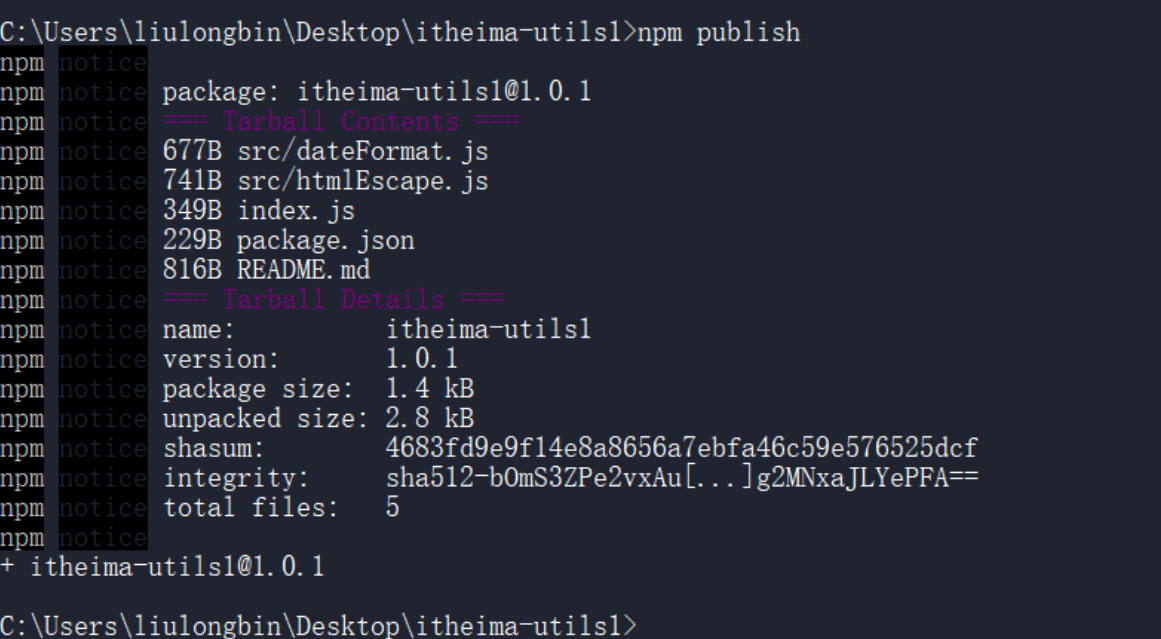 C:\Users\liulongbin\Desktop\itheima-utils1>npm publish
npm notice
npm notice package: itheima-utils1@1.0.1
npm notice === Tarball Contents ===
npm notice 677B src/dateFormat.js
npm notice 741B src/htmlEscape.js
npm notice 349B index.js
npm notice 229B package.json
npm notice 816B README.md
npm notice === Tarball Details ===
npm notice name: itheima-utils1
npm notice version: 1.0.1
npm notice package size: 1.4 kB
npm notice unpacked size: 2.8 kB
npm notice shasum: 4683fd9e9f14e8a8656a7ebfa46c59e576525dcf
npm notice integrity: sha512-bOmS3ZPe2vxAu[...]g2MNxaJLYePFA==
npm notice total files: 5
npm notice
+ itheima-utils1@1.0.1
C:\Users\liulongbin\Desktop\itheima-utils1>